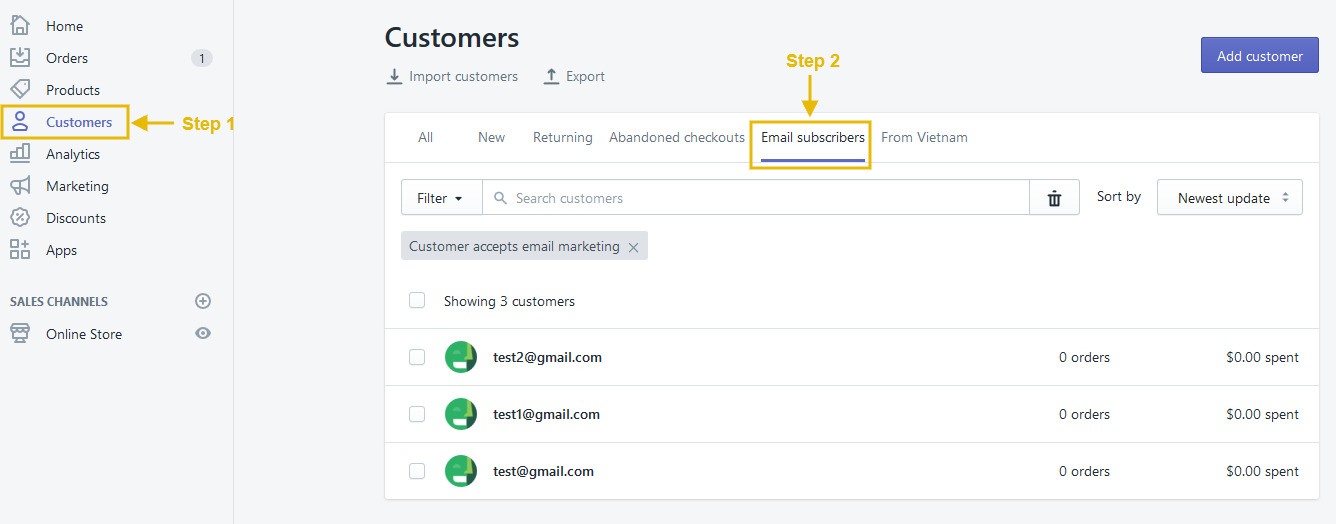 Home
Orders 1
Products
Customers
Step 1
Analytics
Marketing
Discounts
Apps
SALES CHANNELS
Online Store
Customers
Import customers Export
Add customer
Step 2
All New Returning Abandoned checkouts Email subscribers From Vietnam
Filter Search customers Sort by Newest update
Customer accepts email marketing
Showing 3 customers
test2@gmail.com 0 orders $0.00 spent
test1@gmail.com 0 orders $0.00 spent
test@gmail.com 0 orders $0.00 spent